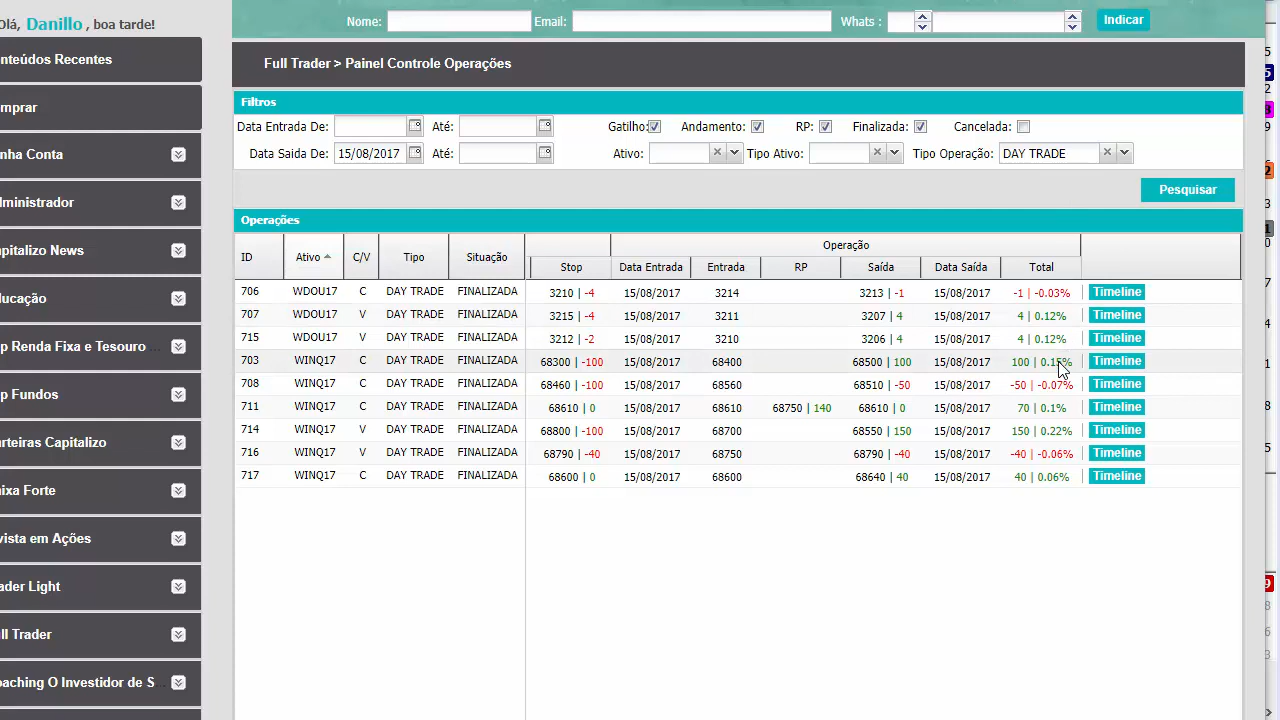 Olá, Danillo , boa tarde!
Nome: Email: Whats : Indicar
nteúdos Recentes
mprar
nha Conta
dministrador
apitalizo News
ducação
op Renda Fixa e Tesouro
op Fundos
arteiras Capitalizo
aixa Forte
vista em Ações
ader Light
ull Trader
oaching O Investidor de S
Full Trader > Painel Controle Operações
Filtros
Data Entrada De: Até: Gatilho: Andamento: RP: Finalizada: Cancelada:
Data Saida De: 15/08/2017 Até: Ativo: Tipo Ativo: Tipo Operação: DAY TRADE
Pesquisar
Operações
Operação
ID Ativo C/V Tipo Situação Stop Data Entrada Entrada RP Saída Data Saída Total
706 WDOU17 C DAY TRADE FINALIZADA 3210 | -4 15/08/2017 3214 3213 | -1 15/08/2017 -1 | -0.03% Timeline
707 WDOU17 V DAY TRADE FINALIZADA 3215 | -4 15/08/2017 3211 3207 | 4 15/08/2017 4 | 0.12% Timeline
715 WDOU17 V DAY TRADE FINALIZADA 3212 | -2 15/08/2017 3210 3206 | 4 15/08/2017 4 | 0.12% Timeline
703 WINQ17 C DAY TRADE FINALIZADA 68300 | -100 15/08/2017 68400 68500 | 100 15/08/2017 100 | 0.15% Timeline
708 WINQ17 C DAY TRADE FINALIZADA 68460 | -100 15/08/2017 68560 68510 | -50 15/08/2017 -50 | -0.07% Timeline
711 WINQ17 C DAY TRADE FINALIZADA 68610 | 0 15/08/2017 68610 68750 | 140 68610 | 0 15/08/2017 70 | 0.1% Timeline
714 WINQ17 V DAY TRADE FINALIZADA 68800 | -100 15/08/2017 68700 68550 | 150 15/08/2017 150 | 0.22% Timeline
716 WINQ17 V DAY TRADE FINALIZADA 68790 | -40 15/08/2017 68750 68790 | -40 15/08/2017 -40 | -0.06% Timeline
717 WINQ17 C DAY TRADE FINALIZADA 68600 | 0 15/08/2017 68600 68640 | 40 15/08/2017 40 | 0.06% Timeline